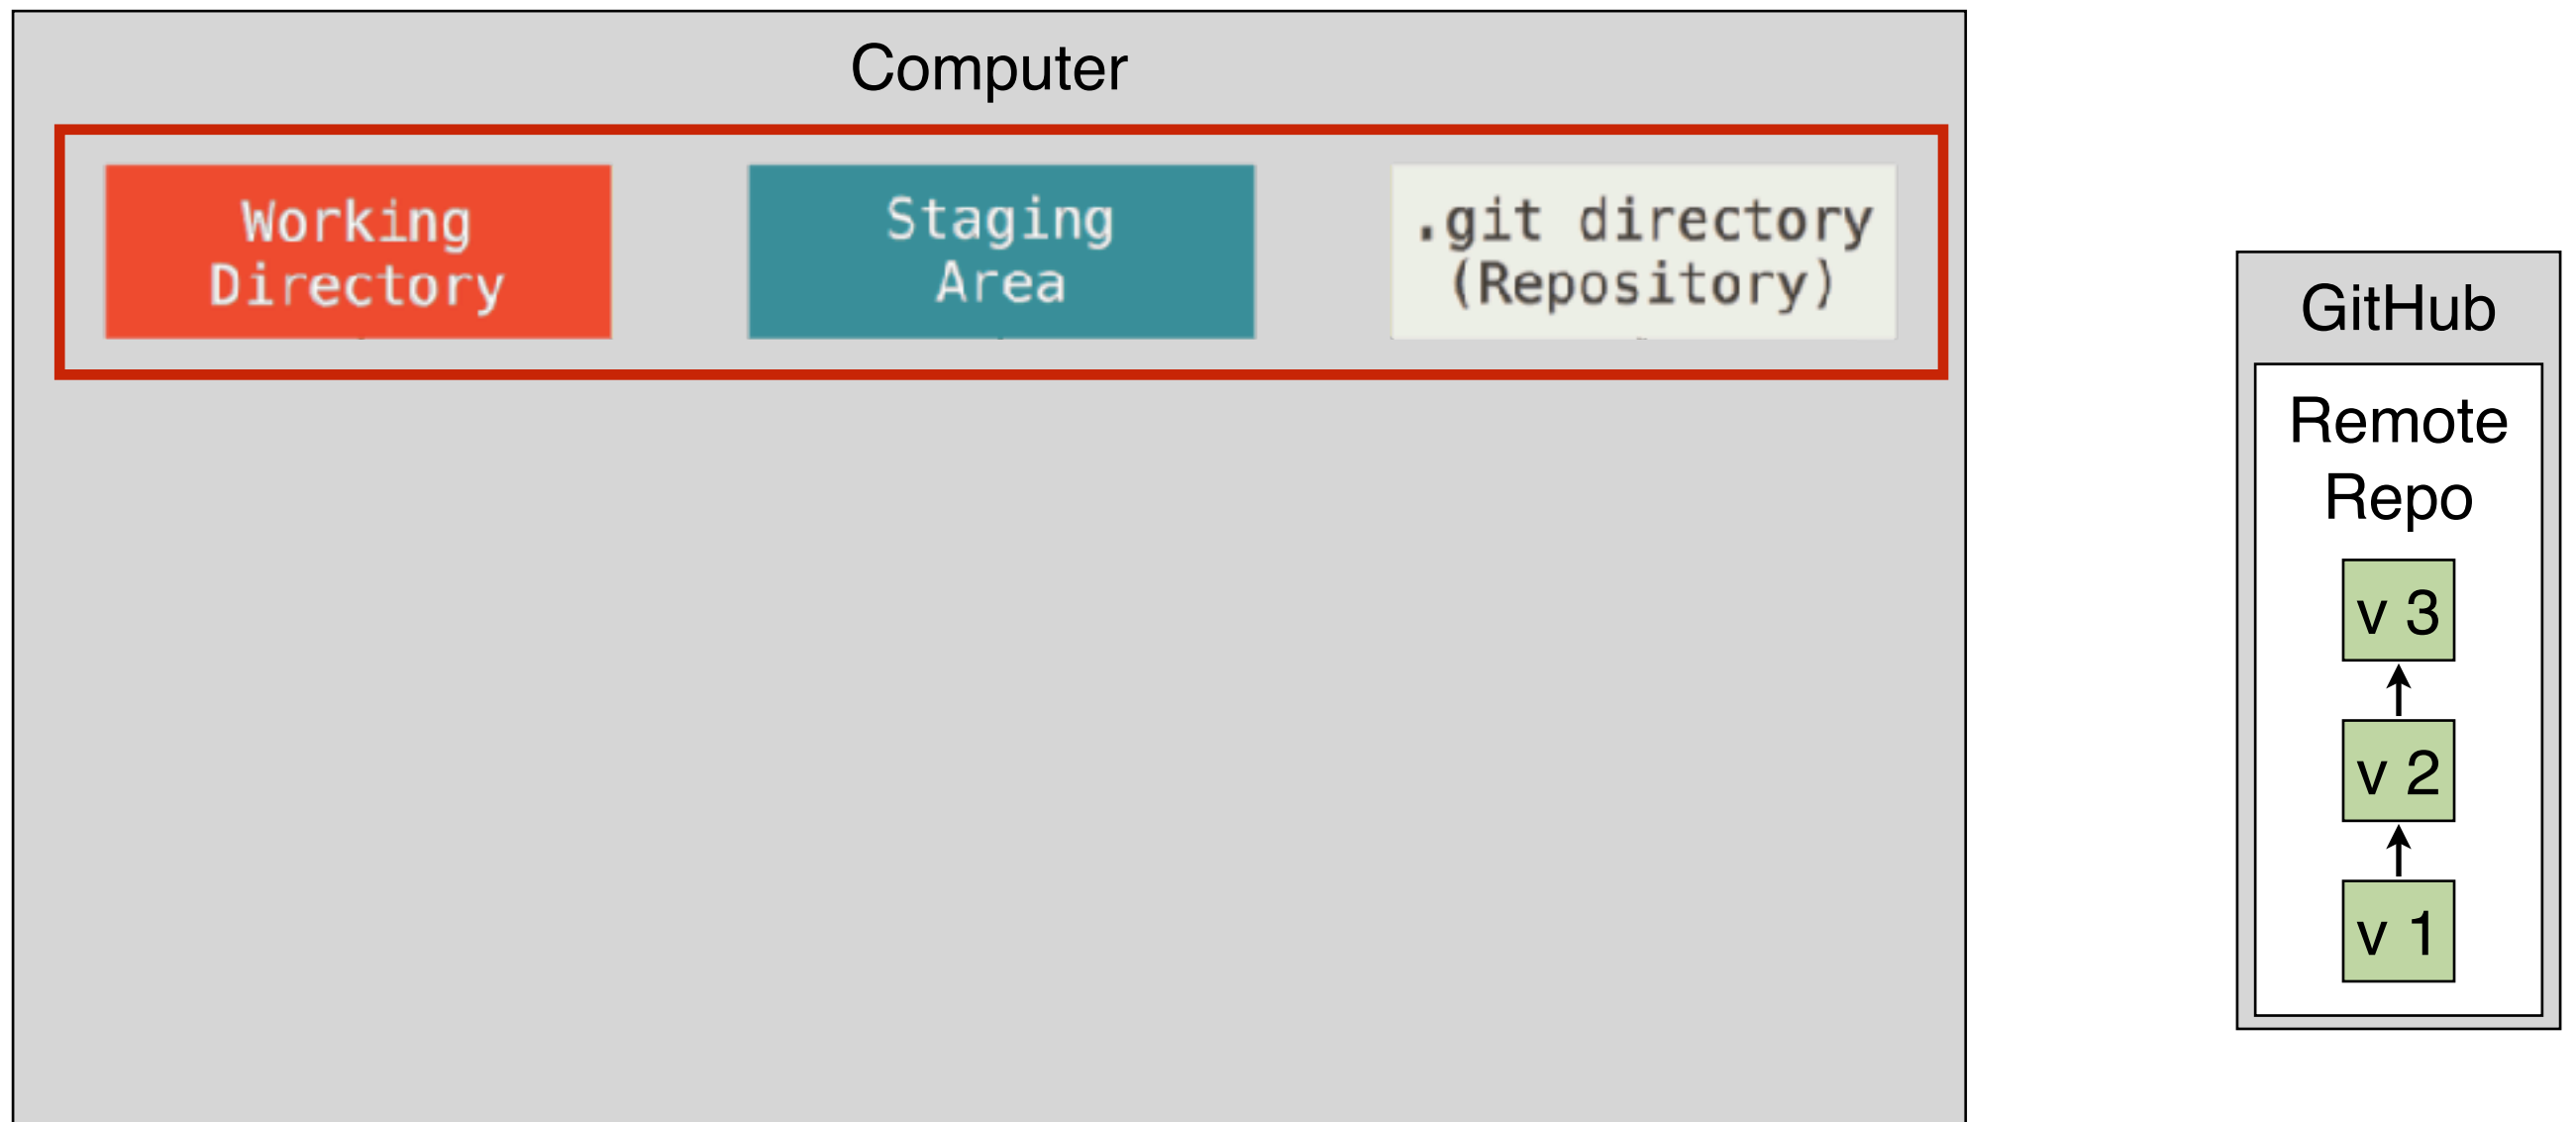 Computer
Working
Directory
Staging
Area
.git directory
(Repository)
GitHub
Remote
Repo
v 3
v 2
v 1